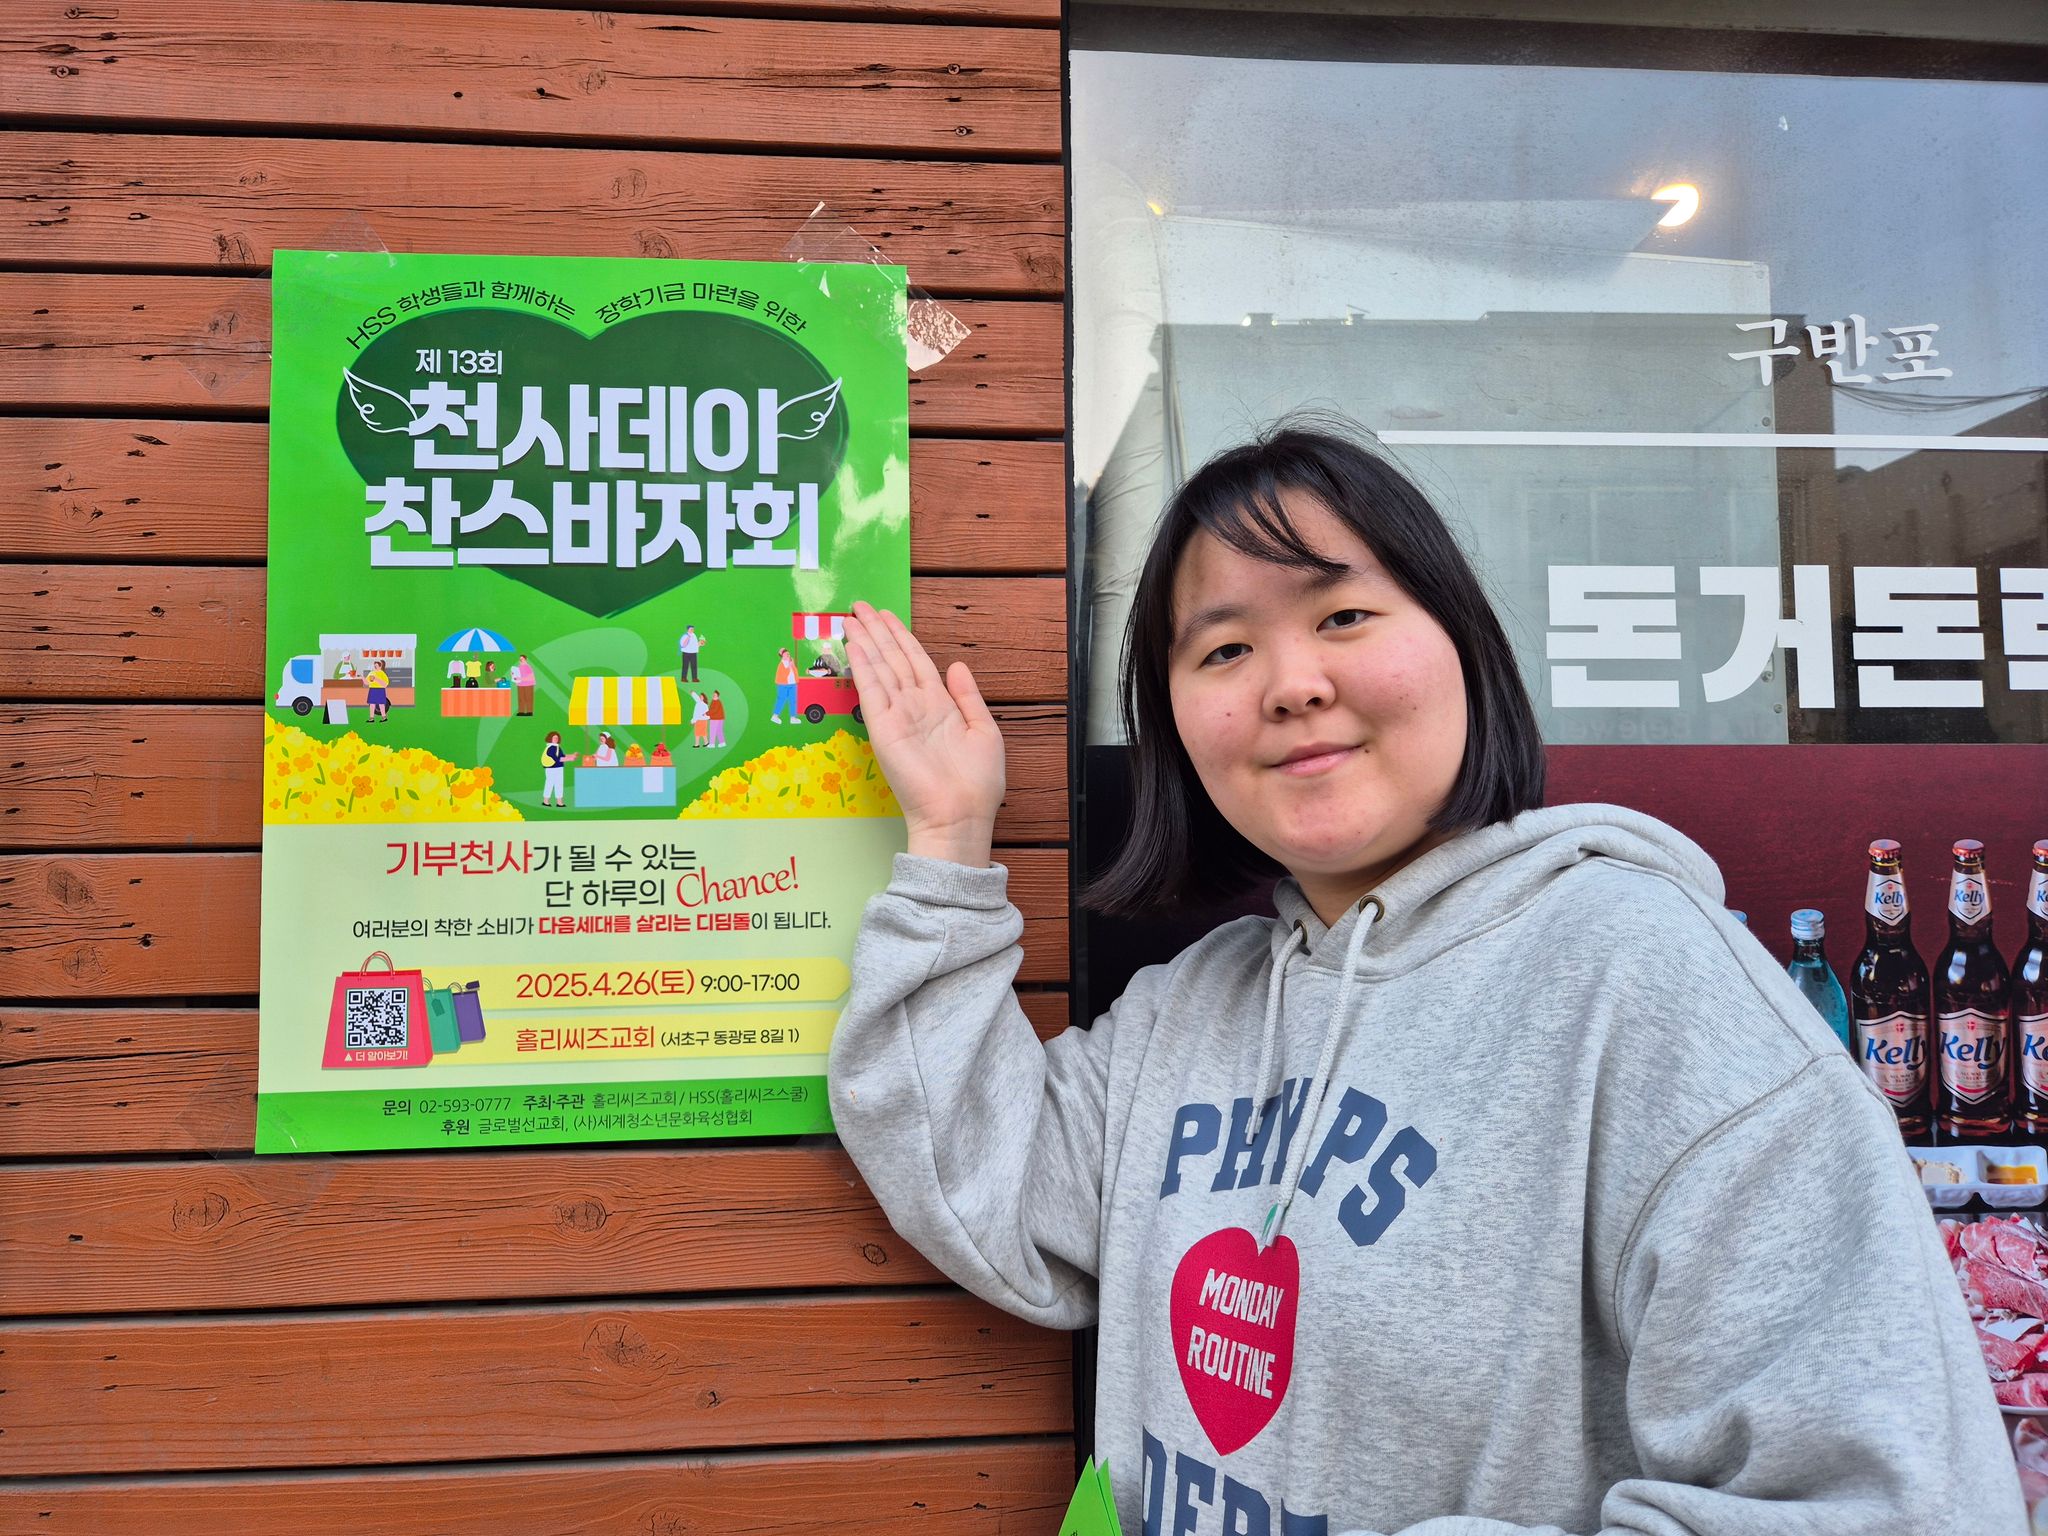 HSS 학생들과 함께하는 장학기금 마련을 위한
제 13회
천사데이
찬스바자회
기부천사가 될 수 있는
단 하루의 Chance!
여러분의 착한 소비가 다음세대를 살리는 디딤돌이 됩니다.
2025.4.26(토) 9:00-17:00
홀리씨즈교회 (서초구 동광로 8길 1)
▲ 더 알아보기!
문의 02-593-0777 주최·주관 홀리씨즈교회 / HSS(홀리씨즈스쿨)
후원 글로벌선교회, (사)세계청소년문화육성협회
구반포
돈거돈
PHYPS
MONDAY
ROUTINE
DEPT
Kelly Kelly
Kelly Kelly